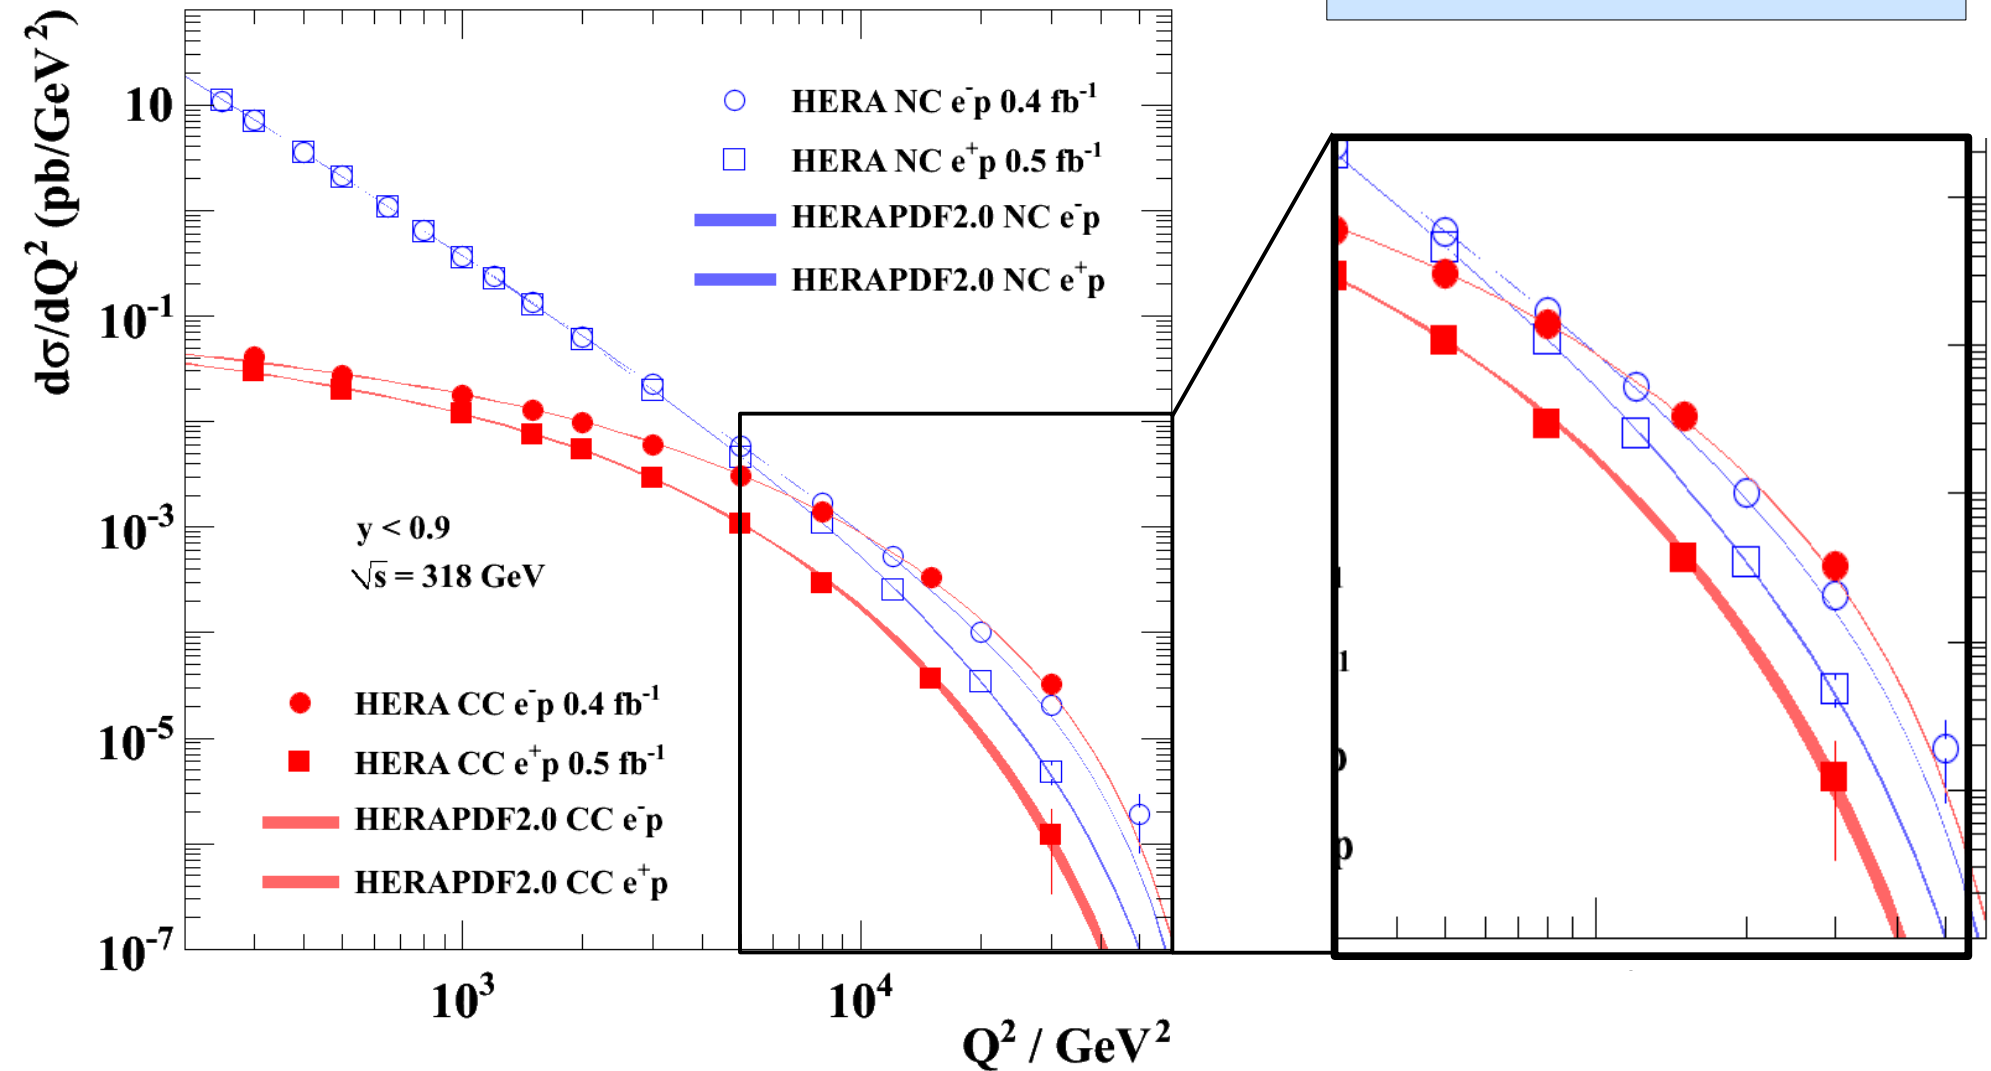 dσ/dQ² (pb/GeV²)
10
10⁻¹
10⁻³
10⁻⁵
10⁻⁷
HERA NC e⁻p 0.4 fb⁻¹
HERA NC e⁺p 0.5 fb⁻¹
HERAPDF2.0 NC e⁻p
HERAPDF2.0 NC e⁺p
y < 0.9
√s = 318 GeV
HERA CC e⁻p 0.4 fb⁻¹
HERA CC e⁺p 0.5 fb⁻¹
HERAPDF2.0 CC e⁻p
HERAPDF2.0 CC e⁺p
10³
10⁴
Q² / GeV²
1
p
p